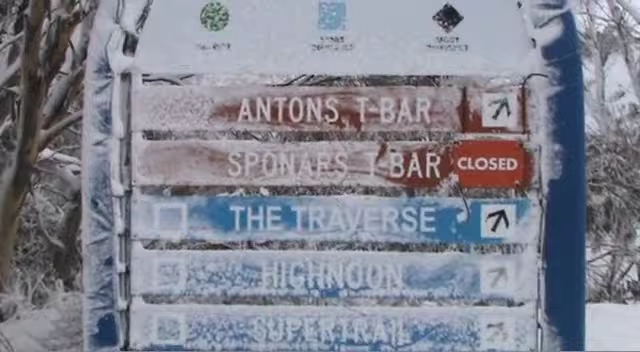 ANTONS T-BAR
SPONARS T-BAR CLOSED
THE TRAVERSE
HIGHNOON
SUPERTRAIL